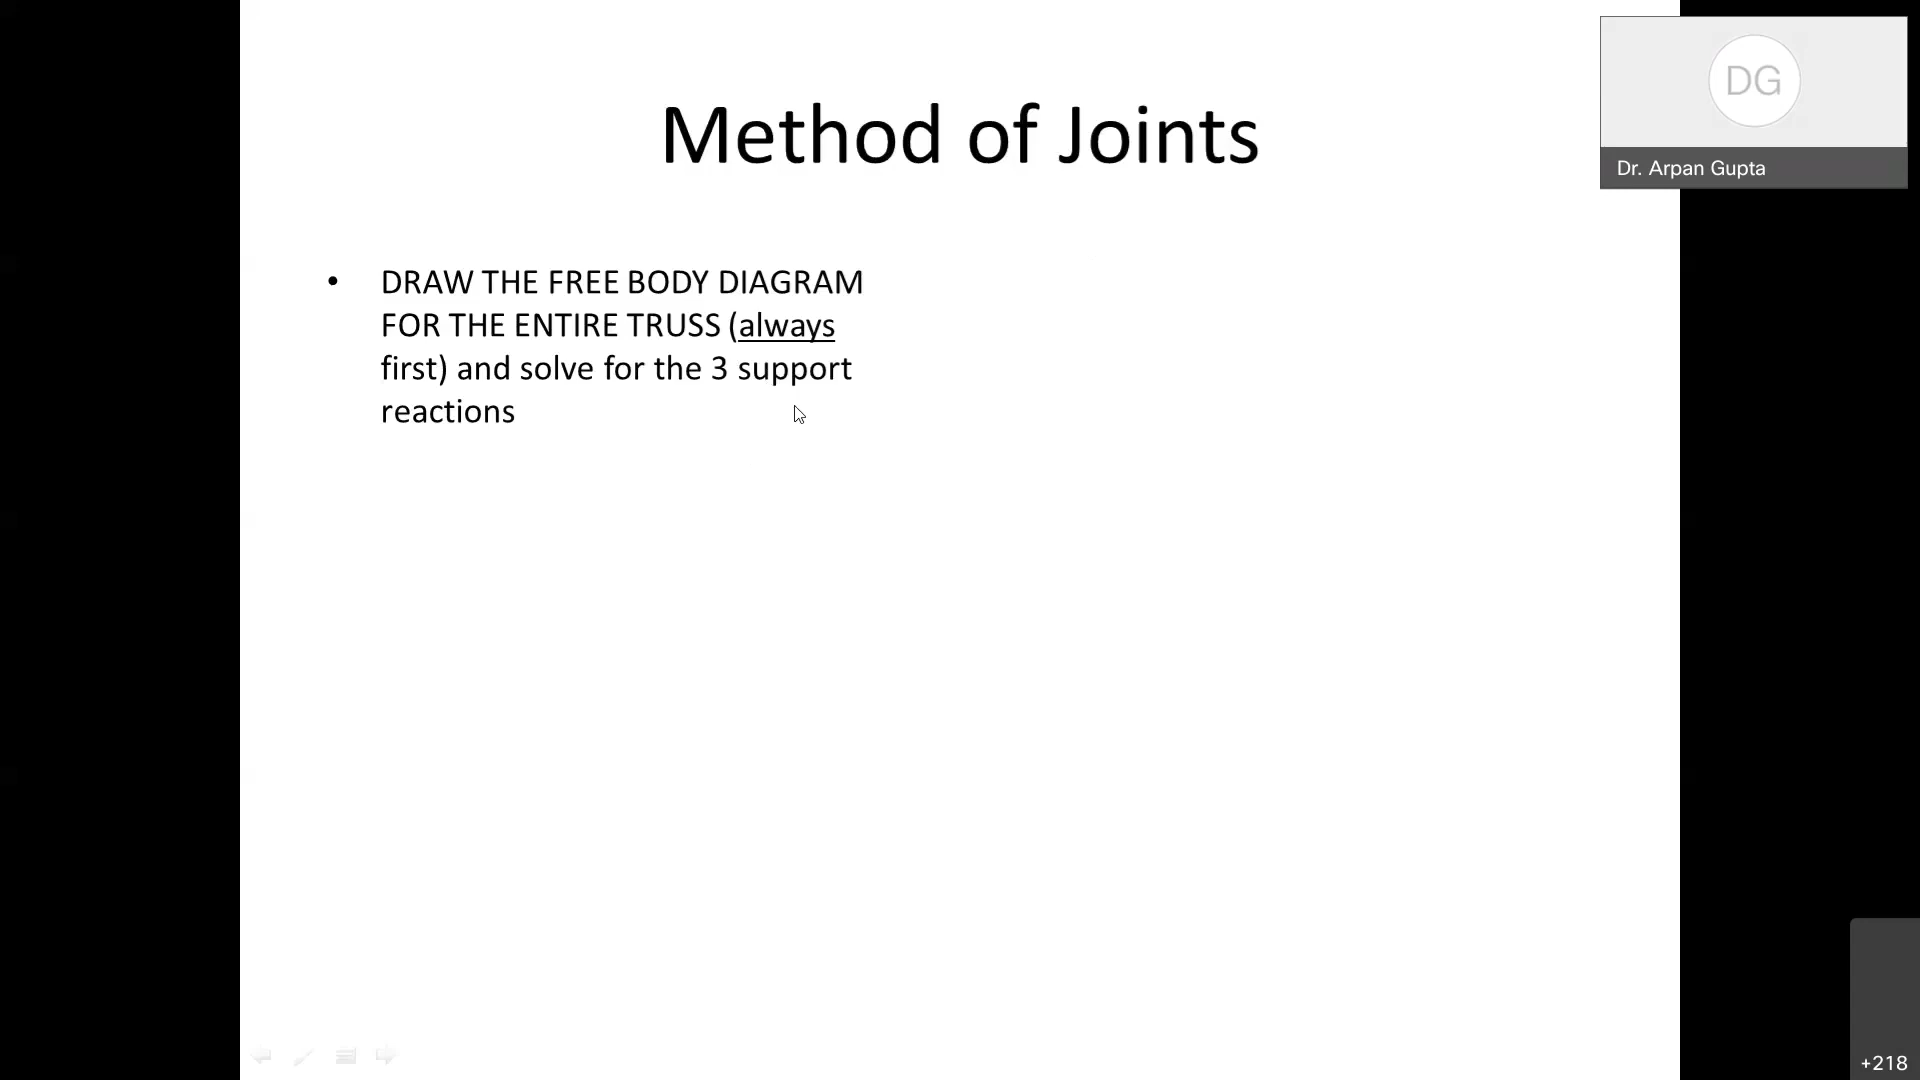 Method of Joints
DG
Dr. Arpan Gupta
• DRAW THE FREE BODY DIAGRAM
FOR THE ENTIRE TRUSS (always
first) and solve for the 3 support
reactions
+218